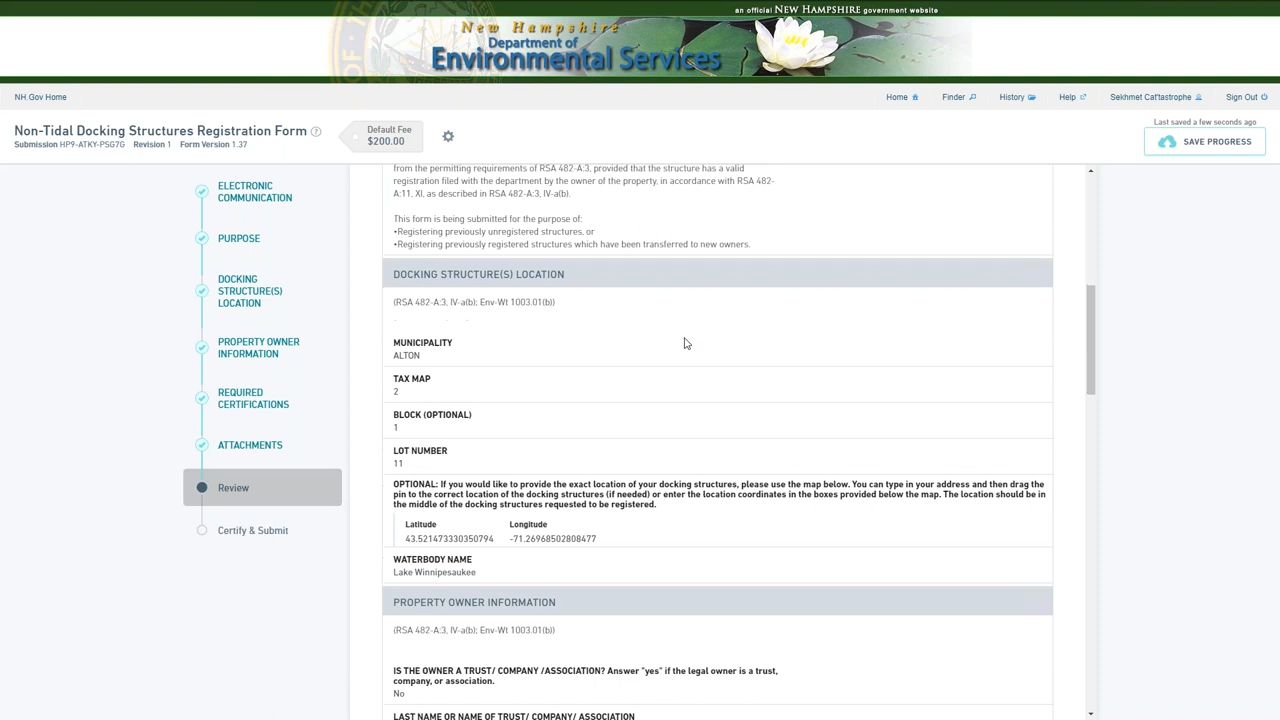 an official NEW HAMPSHIRE government website
New Hampshire
Department of
Environmental Services
NH.Gov Home
Home
Finder
History
Help
Sekhmet Cat'tastrophe
Sign Out
Non-Tidal Docking Structures Registration Form
Submission HP9-ATKY-PSG7G Revision 1 Form Version 1.37
Default Fee
$200.00
Last saved a few seconds ago
SAVE PROGRESS
ELECTRONIC
COMMUNICATION
PURPOSE
DOCKING
STRUCTURE(S)
LOCATION
PROPERTY OWNER
INFORMATION
REQUIRED
CERTIFICATIONS
ATTACHMENTS
Review
Certify & Submit
from the permitting requirements of RSA 482-A:3, provided that the structure has a valid
registration filed with the department by the owner of the property, in accordance with RSA 482-
A:11, X), as described in RSA 482-A:3, IV-a(b).
This form is being submitted for the purpose of:
•Registering previously unregistered structures, or
•Registering previously registered structures which have been transferred to new owners.
DOCKING STRUCTURE(S) LOCATION
(RSA 482-A:3, IV-a(b); Env-Wt 1003.01(b))
MUNICIPALITY
ALTON
TAX MAP
2
BLOCK (OPTIONAL)
1
LOT NUMBER
11
OPTIONAL: If you would like to provide the exact location of your docking structures, please use the map below. You can type in your address and then drag the
pin to the correct location of the docking structures (if needed) or enter the location coordinates in the boxes provided below the map. The location should be in
the middle of the docking structures requested to be registered.
Latitude Longitude
43.521473330350794 -71.26968502808477
WATERBODY NAME
Lake Winnipesaukee
PROPERTY OWNER INFORMATION
(RSA 482-A:3, IV-a(b); Env-Wt 1003.01(b))
IS THE OWNER A TRUST/ COMPANY /ASSOCIATION? Answer "yes" if the legal owner is a trust,
company, or association.
No
LAST NAME OR NAME OF TRUST/ COMPANY/ ASSOCIATION